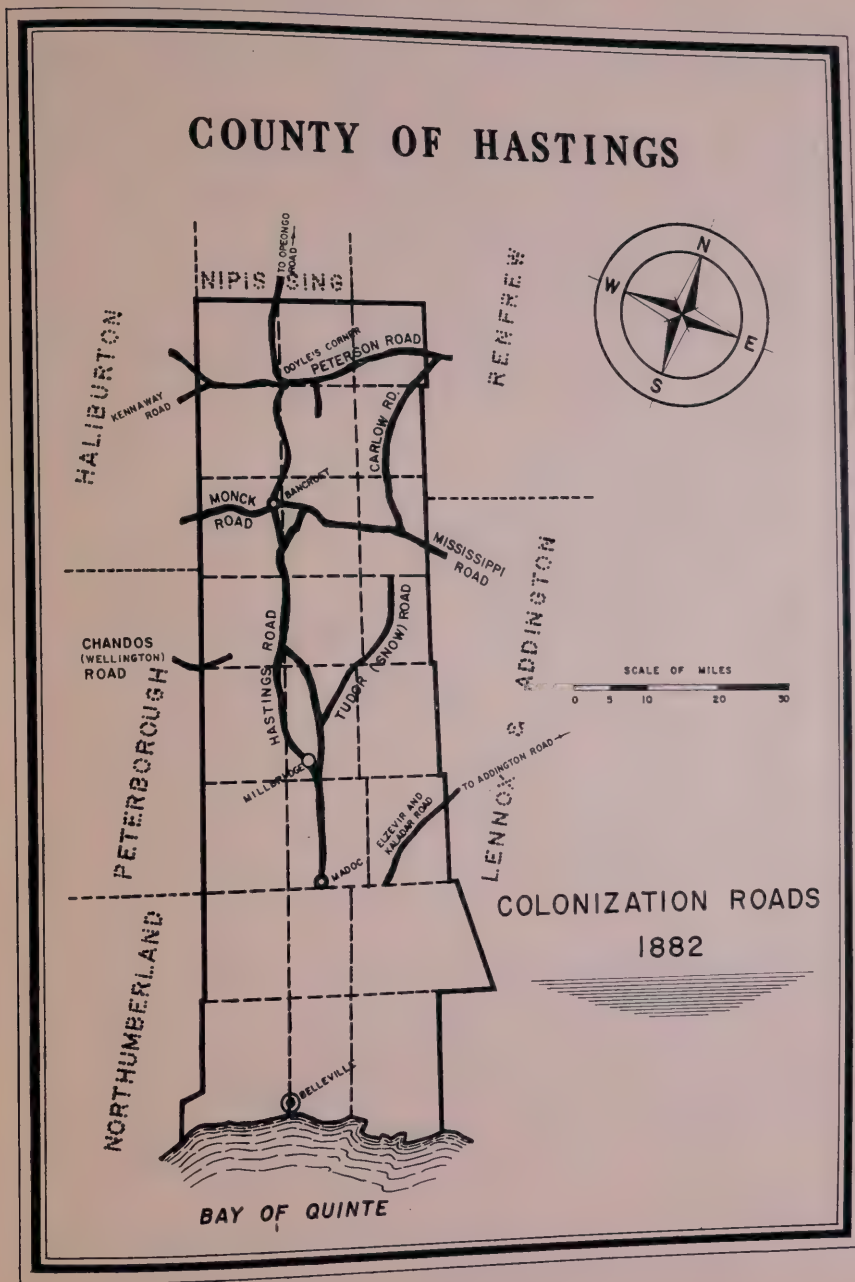 COUNTY OF HASTINGS
TO OPEONGO
ROAD
NIPISSING
N
W
E
S
HALIBURTON
RENFREW
DOYLE'S CORNER
PETERSON ROAD
KENNAWAY
ROAD
CARLOW RD.
MONCK
ROAD
BANCROFT
MISSISSIPPI
ROAD
CHANDOS
(WELLINGTON)
ROAD
HASTINGS ROAD
TUDOR (SNOW) ROAD
LENNOX & ADDINGTON
SCALE OF MILES
0 5 10 20 30
PETERBOROUGH
MILLBRIDGE
TO ADDINGTON ROAD
ELZEVIR AND
KALADAR ROAD
MADOC
COLONIZATION ROADS
1882
NORTHUMBERLAND
BELLEVILLE
BAY OF QUINTE